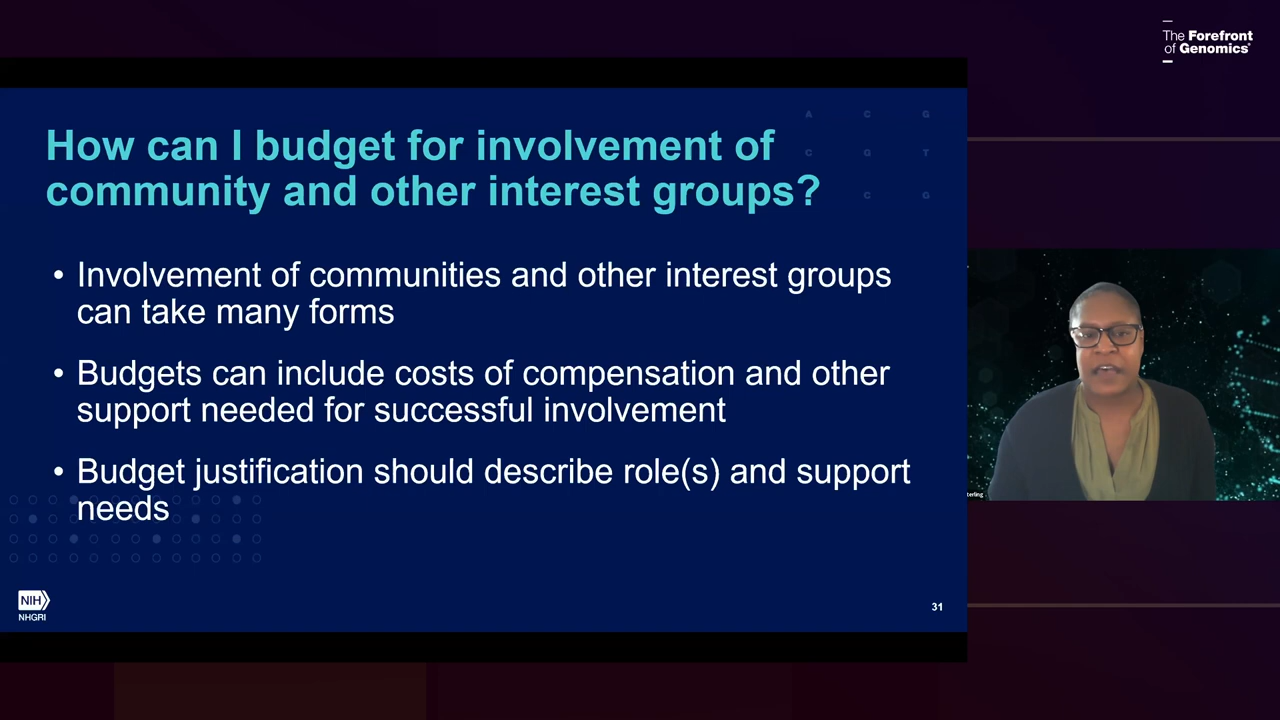 The Forefront
of Genomics®
A C G
C G T
C G
How can I budget for involvement of
community and other interest groups?
• Involvement of communities and other interest groups
can take many forms
• Budgets can include costs of compensation and other
support needed for successful involvement
• Budget justification should describe role(s) and support
needs
terling
NIH
NHGRI
31